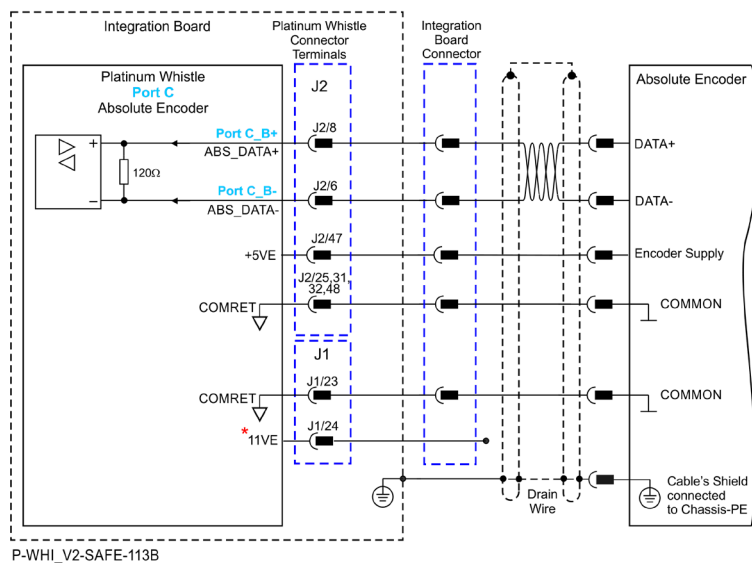 Integration Board
Platinum Whistle
Connector
Terminals
Integration
Board
Connector
Platinum Whistle
Port C
Absolute Encoder
J2
Absolute Encoder
+
120Ω
−
Port C_B+
ABS_DATA+
J2/8
DATA+
Port C_B-
ABS_DATA-
J2/6
DATA-
+5VE
J2/47
Encoder Supply
COMRET
J2/25,31,
32,48
COMMON
J1
COMRET
J1/23
COMMON
*
11VE
J1/24
Drain
Wire
Cable's Shield
connected
to Chassis-PE
P-WHI_V2-SAFE-113B